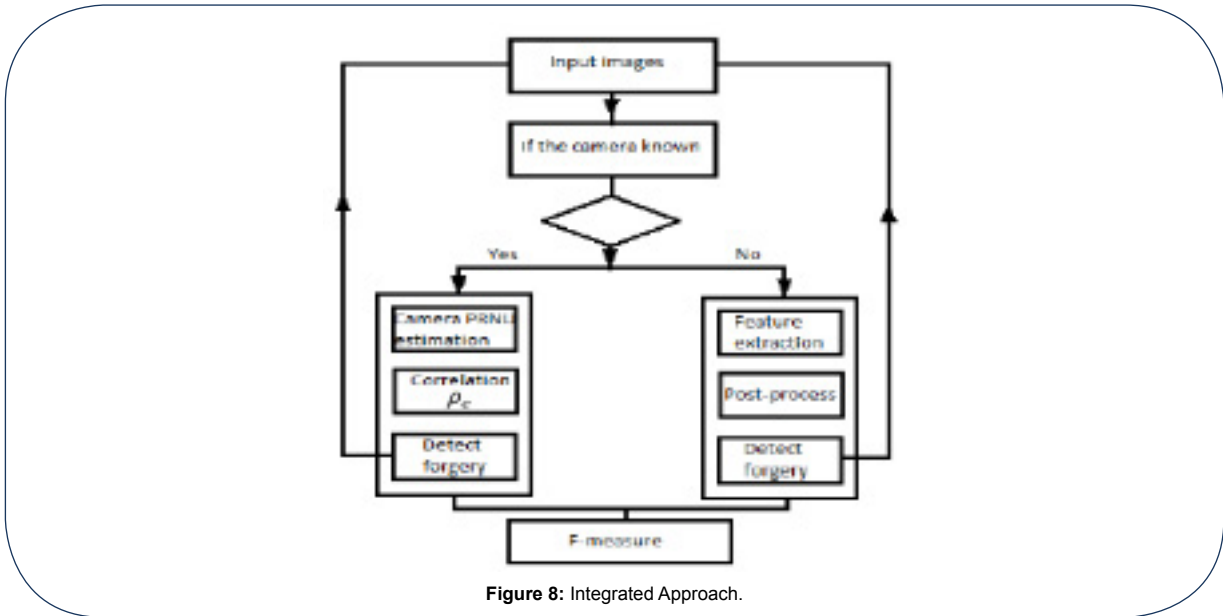 Input images
If the camera known
Yes
No
Camera PRNU
estimation
Correlation
ρc
Detect
forgery
Feature
extraction
Post-process
Detect
forgery
F-measure
Figure 8: Integrated Approach.